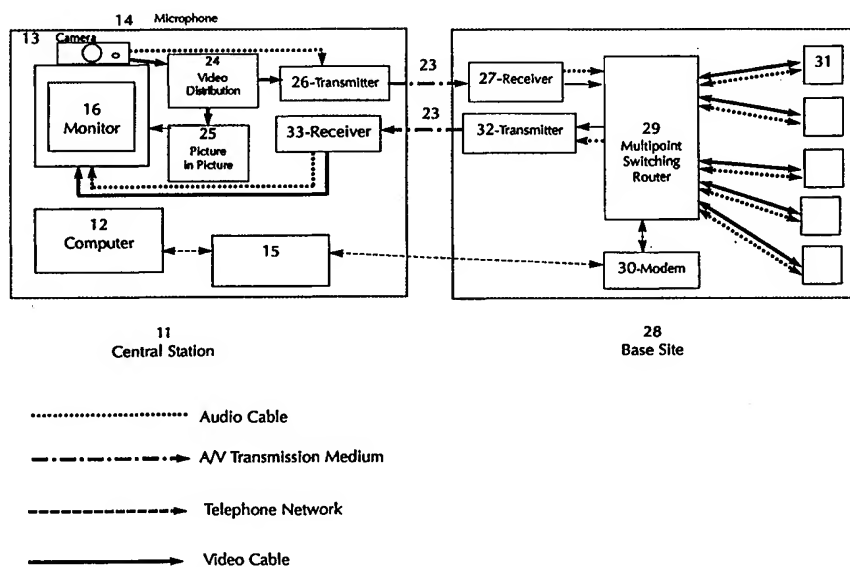 14 Microphone
13 Camera
24
Video
Distribution
26-Transmitter
23
27-Receiver
31
16
Monitor
25
Picture
in Picture
33-Receiver
23
32-Transmitter
29
Multipoint
Switching
Router
12
Computer
15
30-Modem
11
Central Station
28
Base Site
Audio Cable
A/V Transmission Medium
Telephone Network
Video Cable